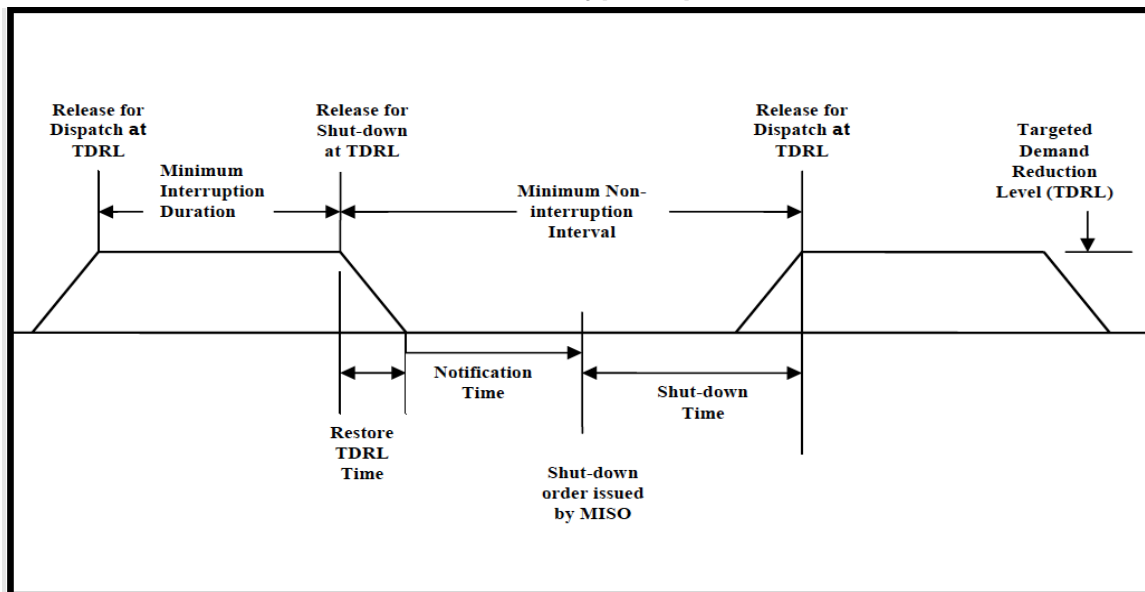 Release for
Dispatch at
TDRL
Release for
Shut-down
at TDRL
Release for
Dispatch at
TDRL
Targeted
Demand
Reduction
Level (TDRL)
Minimum
Interruption
Duration
Minimum Non-
interruption
Interval
Notification
Time
Shut-down
Time
Restore
TDRL
Time
Shut-down
order issued
by MISO